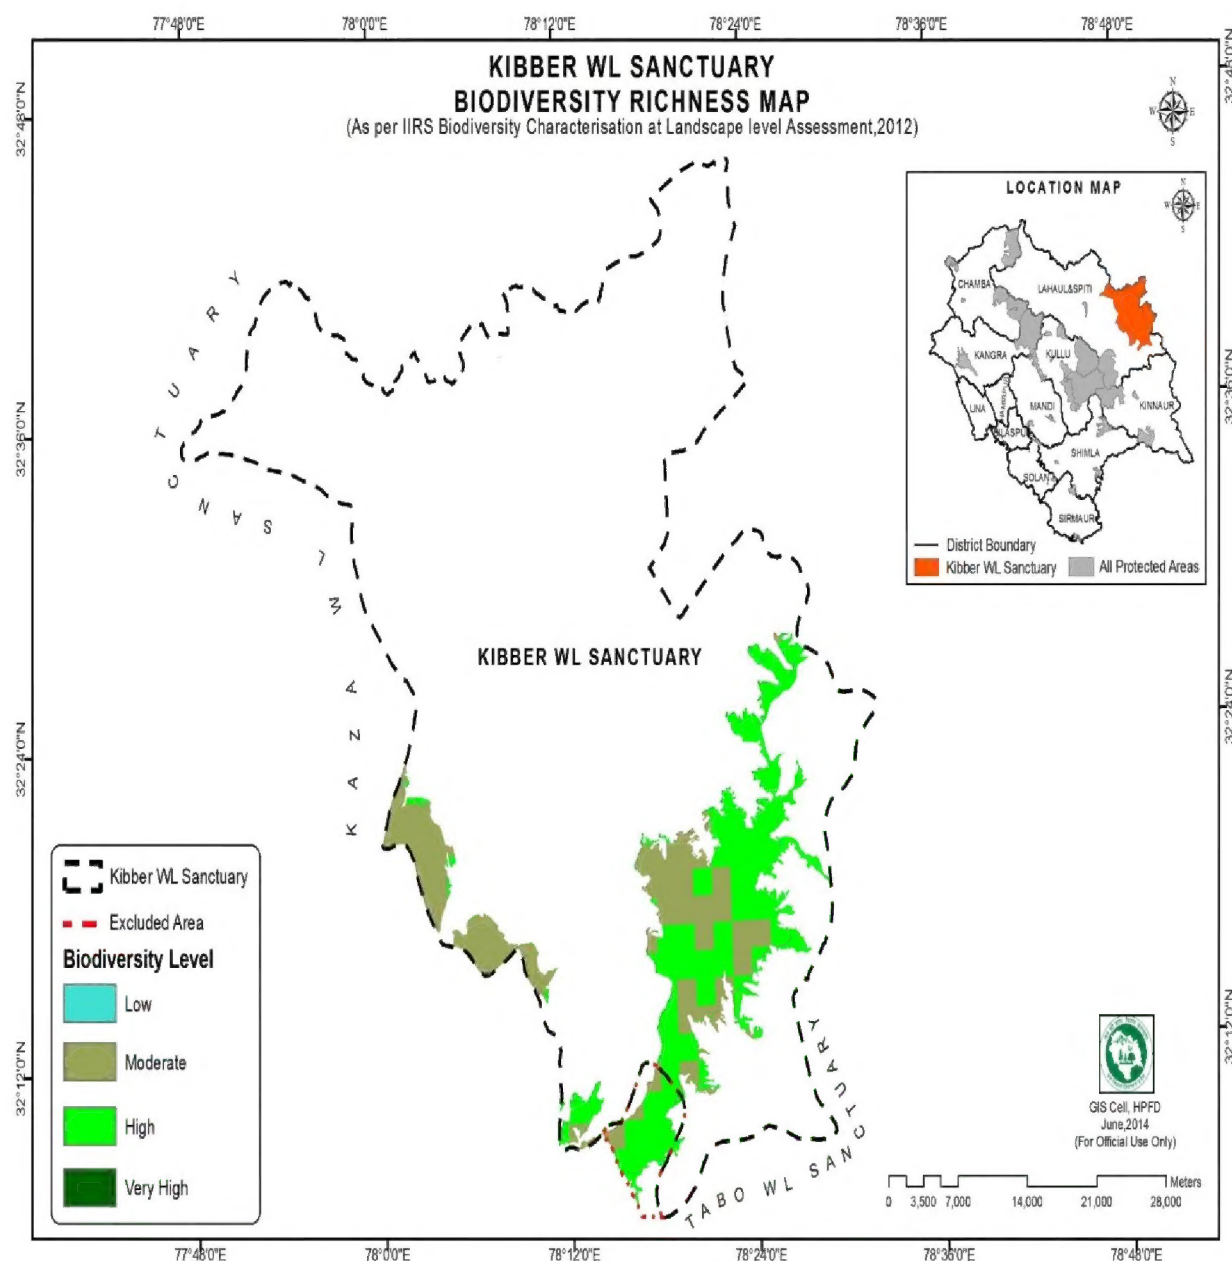 77°48'0"E 78°0'0"E 78°12'0"E 78°24'0"E 78°36'0"E 78°48'0"E
KIBBER WL SANCTUARY
BIODIVERSITY RICHNESS MAP
(As per IIRS Biodiversity Characterisation at Landscape level Assessment,2012)
N
W E
S
32°48'0"N
32°36'0"N
32°24'0"N
32°12'0"N
LOCATION MAP
N
W E
S
CHAMBA
LAHAUL&SPITI
KANGRA
KULLU
UNA
MANDI
KINNAUR
SHIMLA
SOLAN
SIRMAUR
District Boundary
Kibber WL Sanctuary
All Protected Areas
32°36'0"N
32°12'0"N
KIBBER WL SANCTUARY
KAZA WL SANCTUARY
TABO WL SANCTUARY
Kibber WL Sanctuary
Excluded Area
Biodiversity Level
Low
Moderate
High
Very High
GIS Cell, HPFD
June,2014
(For Official Use Only)
Meters
0 3,500 7,000 14,000 21,000 28,000
77°48'0"E 78°0'0"E 78°12'0"E 78°24'0"E 78°36'0"E 78°48'0"E